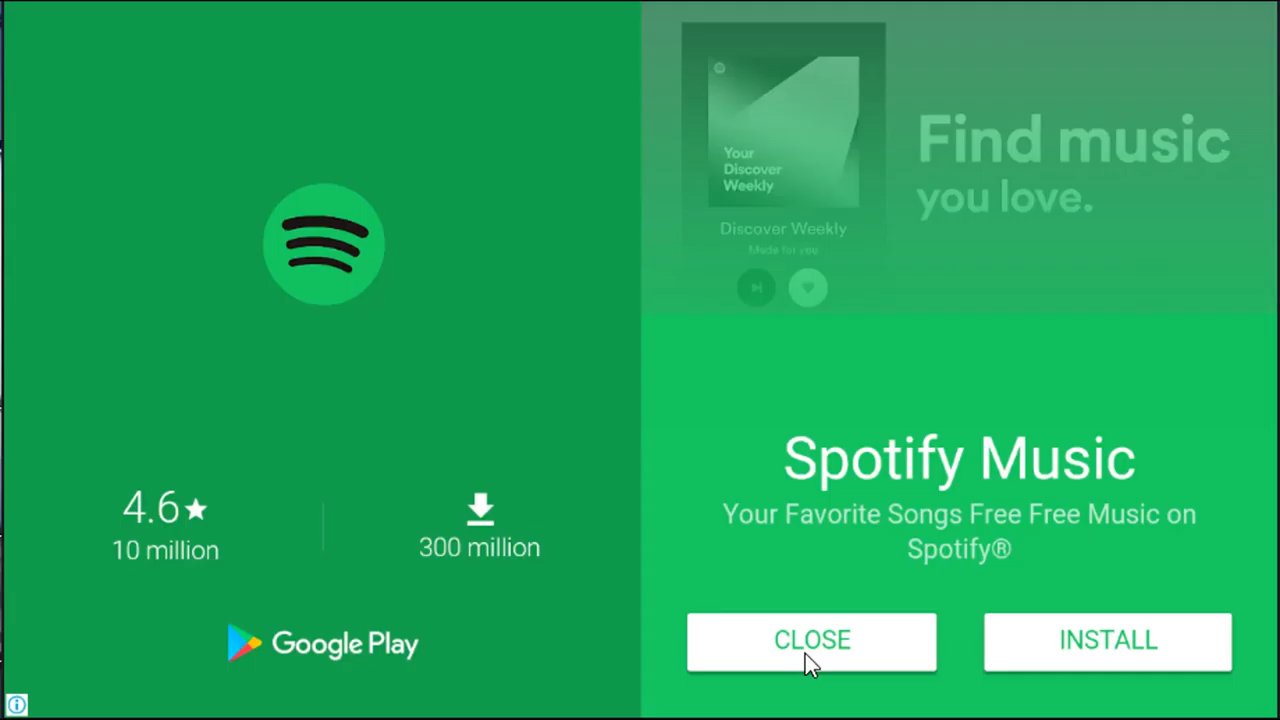 Your
Discover
Weekly
Discover Weekly
Made for you
Find music
you love.
4.6★
10 million
300 million
Google Play
Spotify Music
Your Favorite Songs Free Free Music on
Spotify®
CLOSE
INSTALL